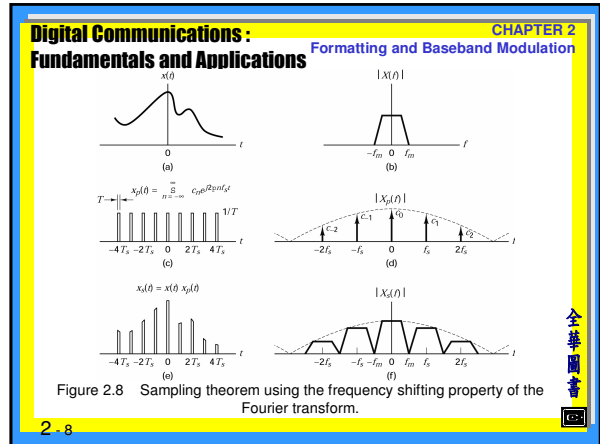 Digital Communications :
Fundamentals and Applications
CHAPTER 2
Formatting and Baseband Modulation
x(t)
t
0
(a)
|X(f)|
f
−fm 0 fm
(b)
xp(t) = S∞n = −∞ cnej2pnfst
T
1/T
t
−4Ts −2Ts 0 2Ts 4Ts
(c)
|Xp(f)|
c−2 c−1 c0 c1 c2
f
−2fs −fs 0 fs 2fs
(d)
xs(t) = x(t) xp(t)
t
−4Ts −2Ts 0 2Ts 4Ts
(e)
|Xs(f)|
f
−2fs −fs −fm 0 fm fs 2fs
(f)
Figure 2.8 Sampling theorem using the frequency shifting property of the
Fourier transform.
全華圖書
2 - 8